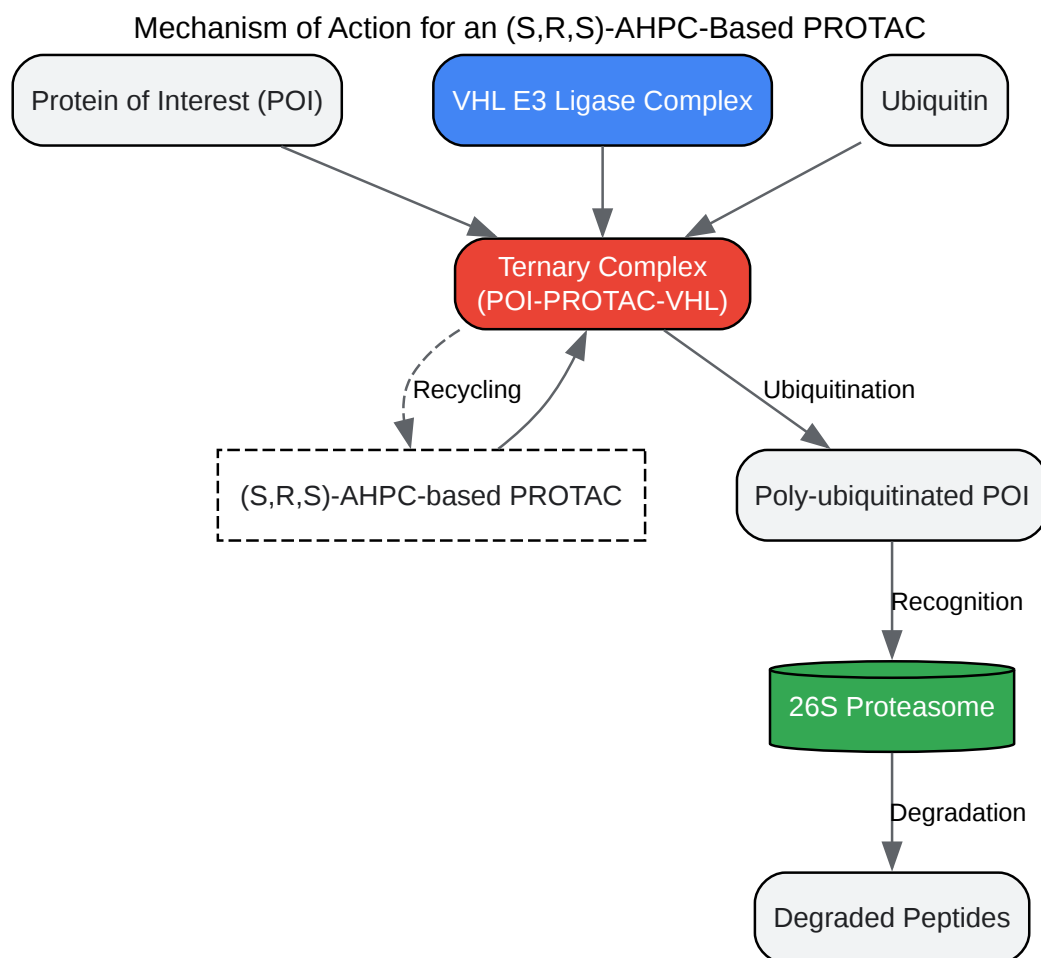 Mechanism of Action for an (S,R,S)-AHPC-Based PROTAC
Protein of Interest (POI)
VHL E3 Ligase Complex
Ubiquitin
Ternary Complex
(POI-PROTAC-VHL)
Recycling
Ubiquitination
(S,R,S)-AHPC-based PROTAC
Poly-ubiquitinated POI
Recognition
26S Proteasome
Degradation
Degraded Peptides